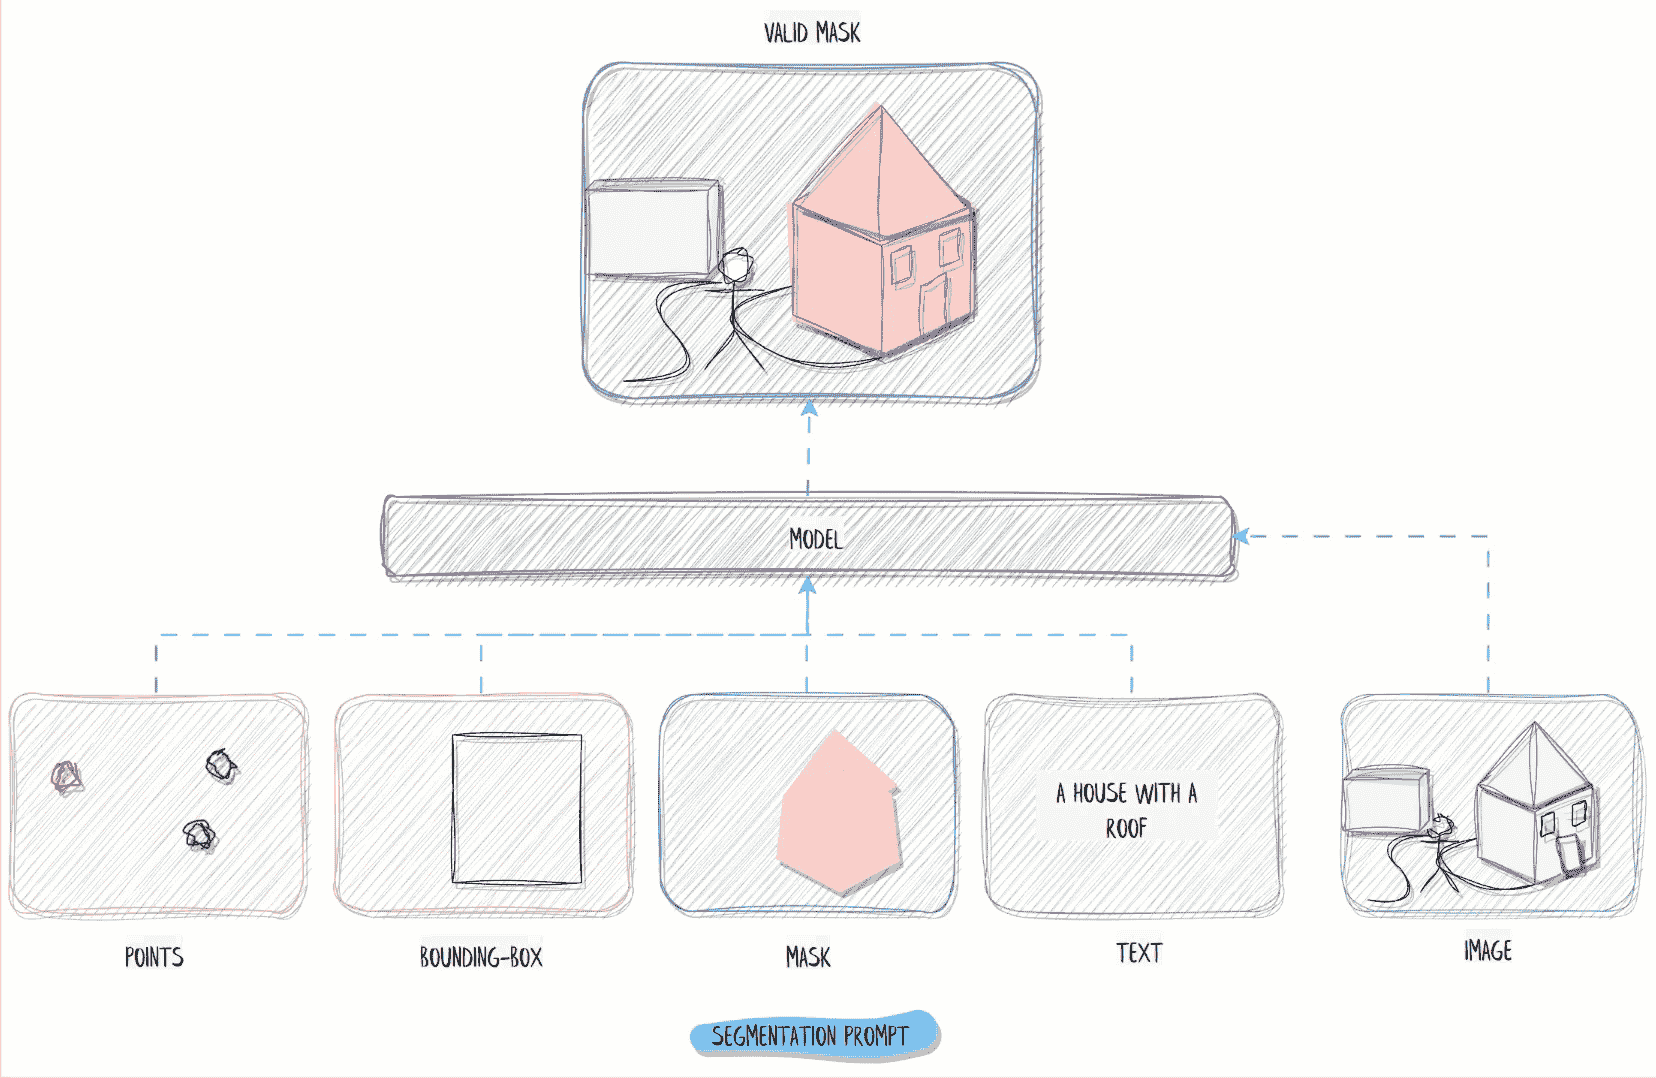 VALID MASK
MODEL
A HOUSE WITH A
ROOF
POINTS
BOUNDING-BOX
MASK
TEXT
IMAGE
SEGMENTATION PROMPT